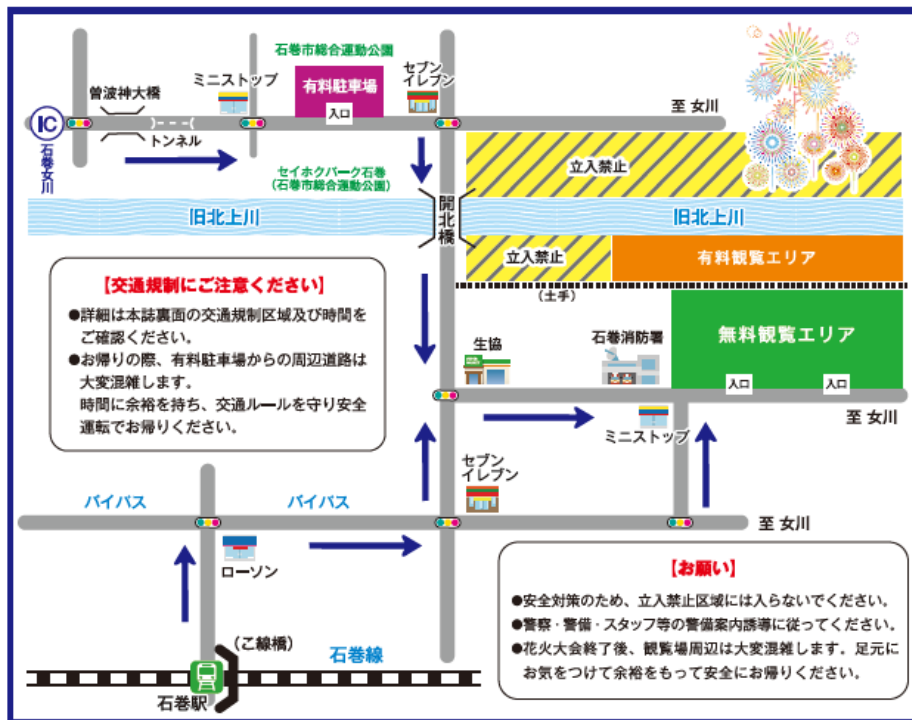 石巻市総合運動公園
セブン
イレブン
ミニストップ
有料駐車場
入口
曽波神大橋
至 女川
IC
石巻女川
トンネル
立入禁止
セイホクパーク石巻
(石巻市総合運動公園)
開北橋
旧北上川
旧北上川
立入禁止
有料観覧エリア
(土手)
【交通規制にご注意ください】
●詳細は本誌裏面の交通規制区域及び時間を
ご確認ください。
●お帰りの際、有料駐車場からの周辺道路は
大変混雑します。
時間に余裕を持ち、交通ルールを守り安全
運転でお帰りください。
無料観覧エリア
生協
石巻消防署
入口
入口
ミニストップ
至 女川
セブン
イレブン
バイパス
バイパス
至 女川
ローソン
【お願い】
●安全対策のため、立入禁止区域には入らないでください。
●警察・警備・スタッフ等の警備案内誘導に従ってください。
●花火大会終了後、観覧場周辺は大変混雑します。足元に
お気をつけて余裕をもって安全にお帰りください。
(こ線橋)
石巻線
石巻駅